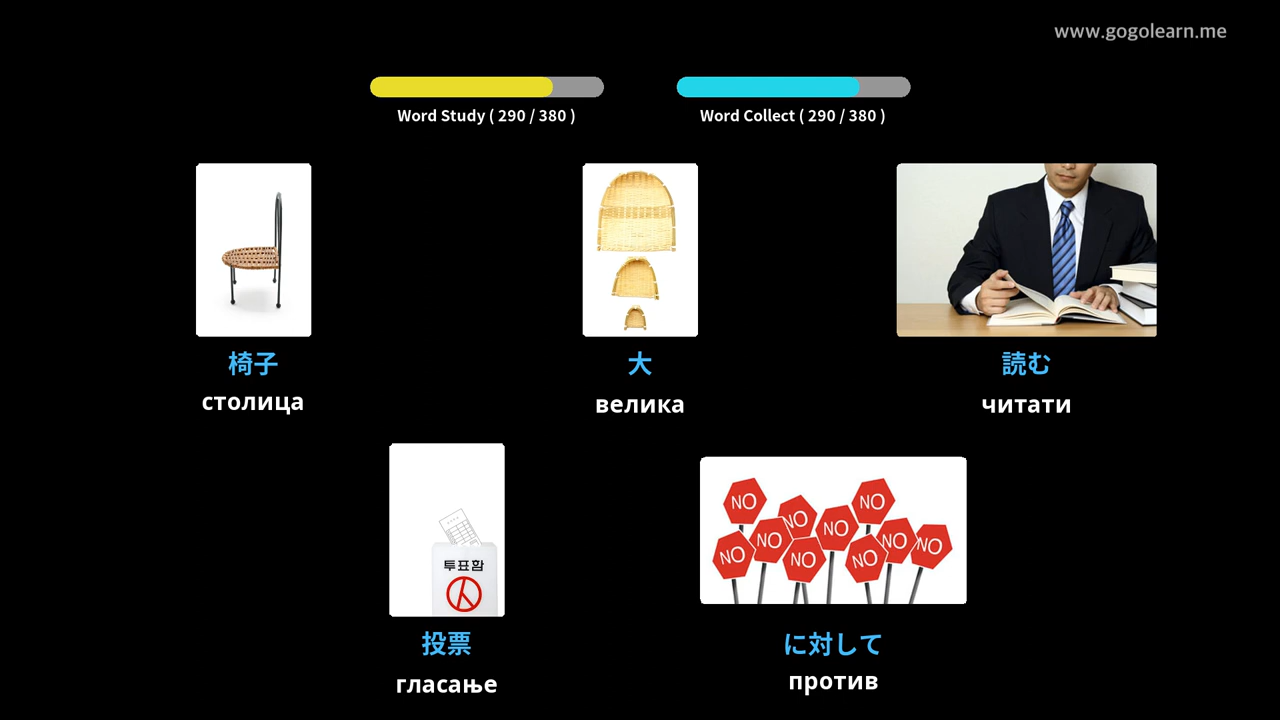 www.gogolearn.me
Word Study ( 290 / 380 )
Word Collect ( 290 / 380 )
椅子
столица
大
велика
読む
читати
투표함
投票
гласање
NO
NO
NO
NO
NO
NO
NO
NO
NO
NO
に対して
против